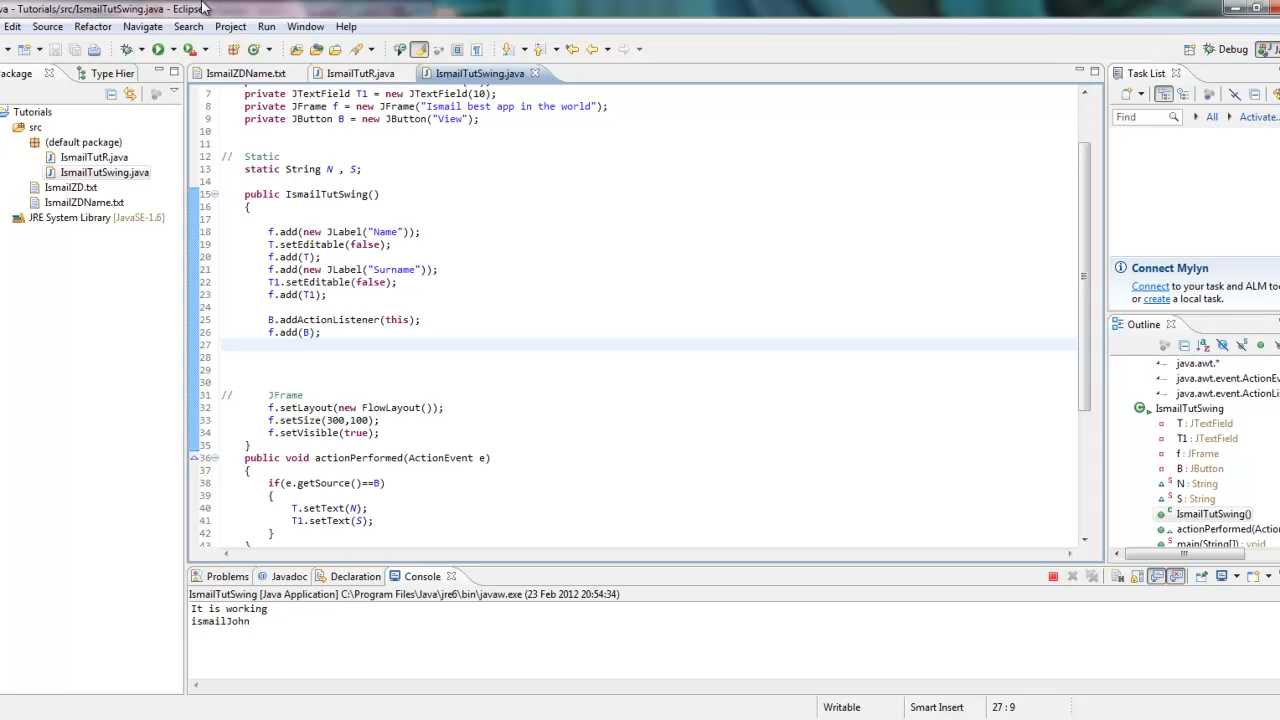 va - Tutorials/src/IsmailTutSwing.java - Eclipse
Edit Source Refactor Navigate Search Project Run Window Help
Debug
Package
Type Hier
IsmailZDName.txt
IsmailTutR.java
IsmailTutSwing.java
Task List
Tutorials
src
(default package)
IsmailTutR.java
IsmailTutSwing.java
IsmailZD.txt
IsmailZDName.txt
JRE System Library [JavaSE-1.6]
7 private JTextField T1 = new JTextField(10);
8 private JFrame f = new JFrame("Ismail best app in the world");
9 private JButton B = new JButton("View");
10
11
12 // Static
13 static String N , S;
14
15 public IsmailTutSwing()
16 {
17
18 f.add(new JLabel("Name"));
19 T.setEditable(false);
20 f.add(T);
21 f.add(new JLabel("Surname"));
22 T1.setEditable(false);
23 f.add(T1);
24
25 B.addActionListener(this);
26 f.add(B);
27
28
29
30
31 // JFrame
32 f.setLayout(new FlowLayout());
33 f.setSize(300,100);
34 f.setVisible(true);
35 }
36 public void actionPerformed(ActionEvent e)
37 {
38 if(e.getSource()==B)
39 {
40 T.setText(N);
41 T1.setText(S);
42 }
43 }
Find
All
Activate..
Connect Mylyn
Connect to your task and ALM to
or create a local task.
Outline
java.awt.*
java.awt.event.ActionEv
java.awt.event.ActionLis
IsmailTutSwing
T : JTextField
T1 : JTextField
f : JFrame
B : JButton
N : String
S : String
IsmailTutSwing()
actionPerformed(Actio
main(String[]) : void
Problems
Javadoc
Declaration
Console
IsmailTutSwing [Java Application] C:\Program Files\Java\jre6\bin\javaw.exe (23 Feb 2012 20:54:34)
It is working
ismailJohn
Writable
Smart Insert
27 : 9